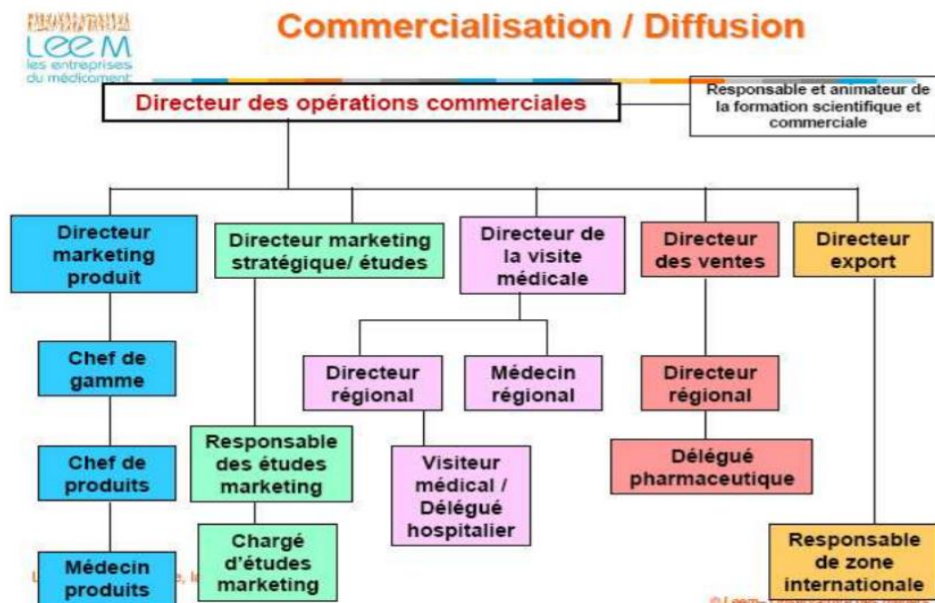 LEEM
les entreprises
du médicament
Commercialisation / Diffusion
Directeur des opérations commerciales
Responsable et animateur de
la formation scientifique et
commerciale
Directeur
marketing
produit
Directeur marketing
stratégique/ études
Directeur de
la visite
médicale
Directeur
des ventes
Directeur
export
Chef de
gamme
Directeur
régional
Médecin
régional
Directeur
régional
Chef de
produits
Responsable
des études
marketing
Visiteur
médical /
Délégué
hospitalier
Délégué
pharmaceutique
Médecin
produits
Chargé
d'études
marketing
Responsable
de zone
internationale